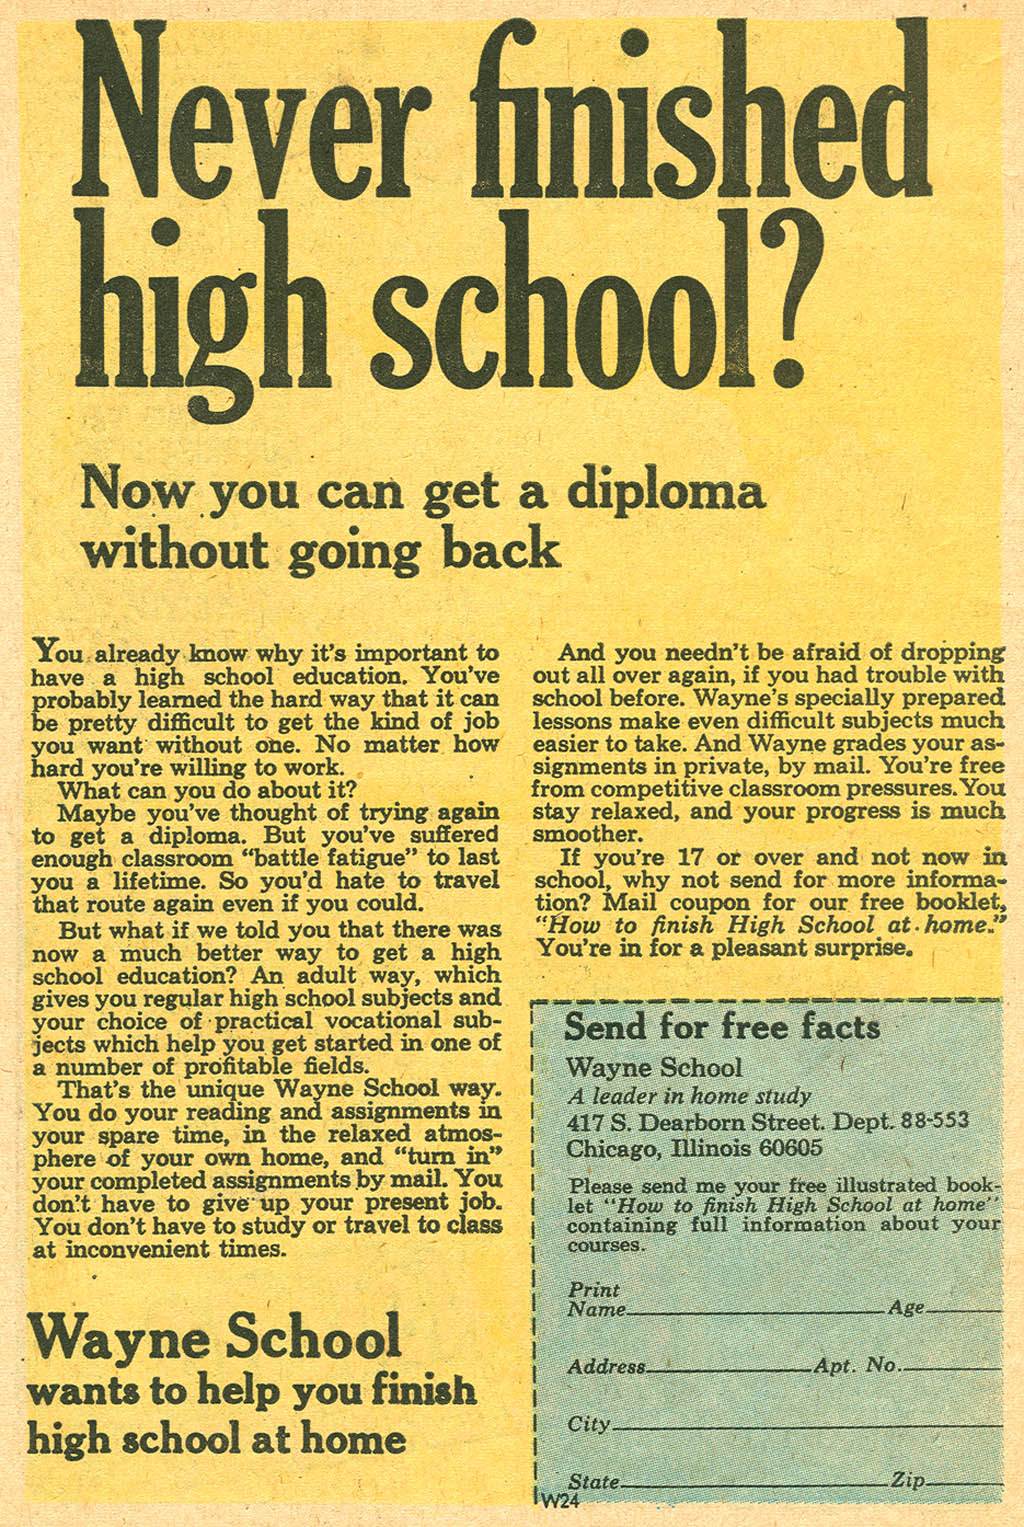 Never finished
high school?
Now you can get a diploma
without going back
You already know why it's important to
have a high school education. You've
probably learned the hard way that it can
be pretty difficult to get the kind of job
you want without one. No matter how
hard you're willing to work.
What can you do about it?
Maybe you've thought of trying again
to get a diploma. But you've suffered
enough classroom "battle fatigue" to last
you a lifetime. So you'd hate to travel
that route again even if you could.
But what if we told you that there was
now a much better way to get a high
school education? An adult way, which
gives you regular high school subjects and
your choice of practical vocational sub-
jects which help you get started in one of
a number of profitable fields.
That's the unique Wayne School way.
You do your reading and assignments in
your spare time, in the relaxed atmos-
phere of your own home, and "turn in"
your completed assignments by mail. You
don't have to give up your present job.
You don't have to study or travel to class
at inconvenient times.
Wayne School
wants to help you finish
high school at home
And you needn't be afraid of dropping
out all over again, if you had trouble with
school before. Wayne's specially prepared
lessons make even difficult subjects much
easier to take. And Wayne grades your as-
signments in private, by mail. You're free
from competitive classroom pressures. You
stay relaxed, and your progress is much
smoother.
If you're 17 or over and not now in
school, why not send for more informa-
tion? Mail coupon for our free booklet,
"How to finish High School at home."
You're in for a pleasant surprise.
Send for free facts
Wayne School
A leader in home study
417 S. Dearborn Street. Dept. 88-553
Chicago, Illinois 60605
Please send me your free illustrated book-
let "How to finish High School at home"
containing full information about your
courses.
Print
Name Age
Address Apt. No.
City
State Zip
W24